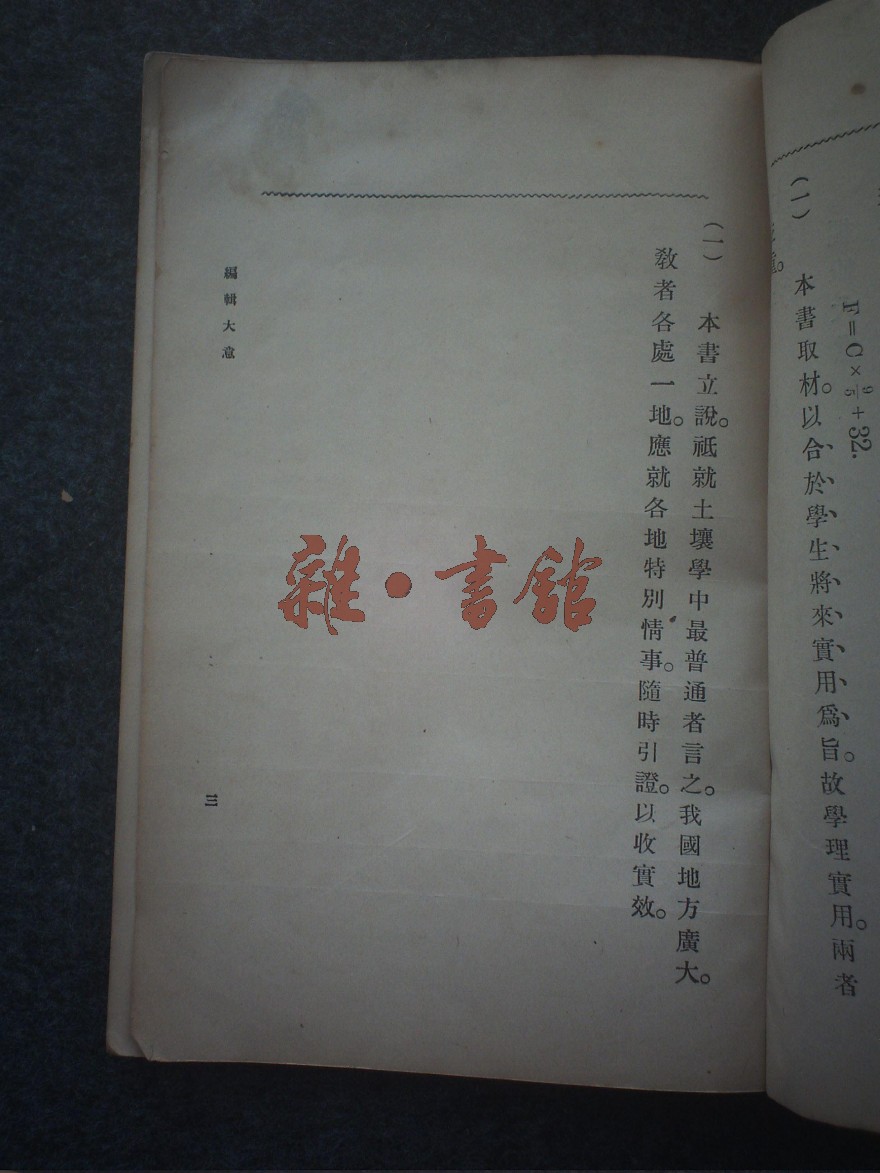 F＝C×9/5+32.
（一）　本書取材。以合於學生將來實用爲旨。故學理實用。兩者
重。
（一）　本書立說。祗就土壤學中最普通者言之。我國地方廣大。
敎者各處一地。應就各地特別情事。隨時引證。以收實效。
編輯大意
三
雜·書館